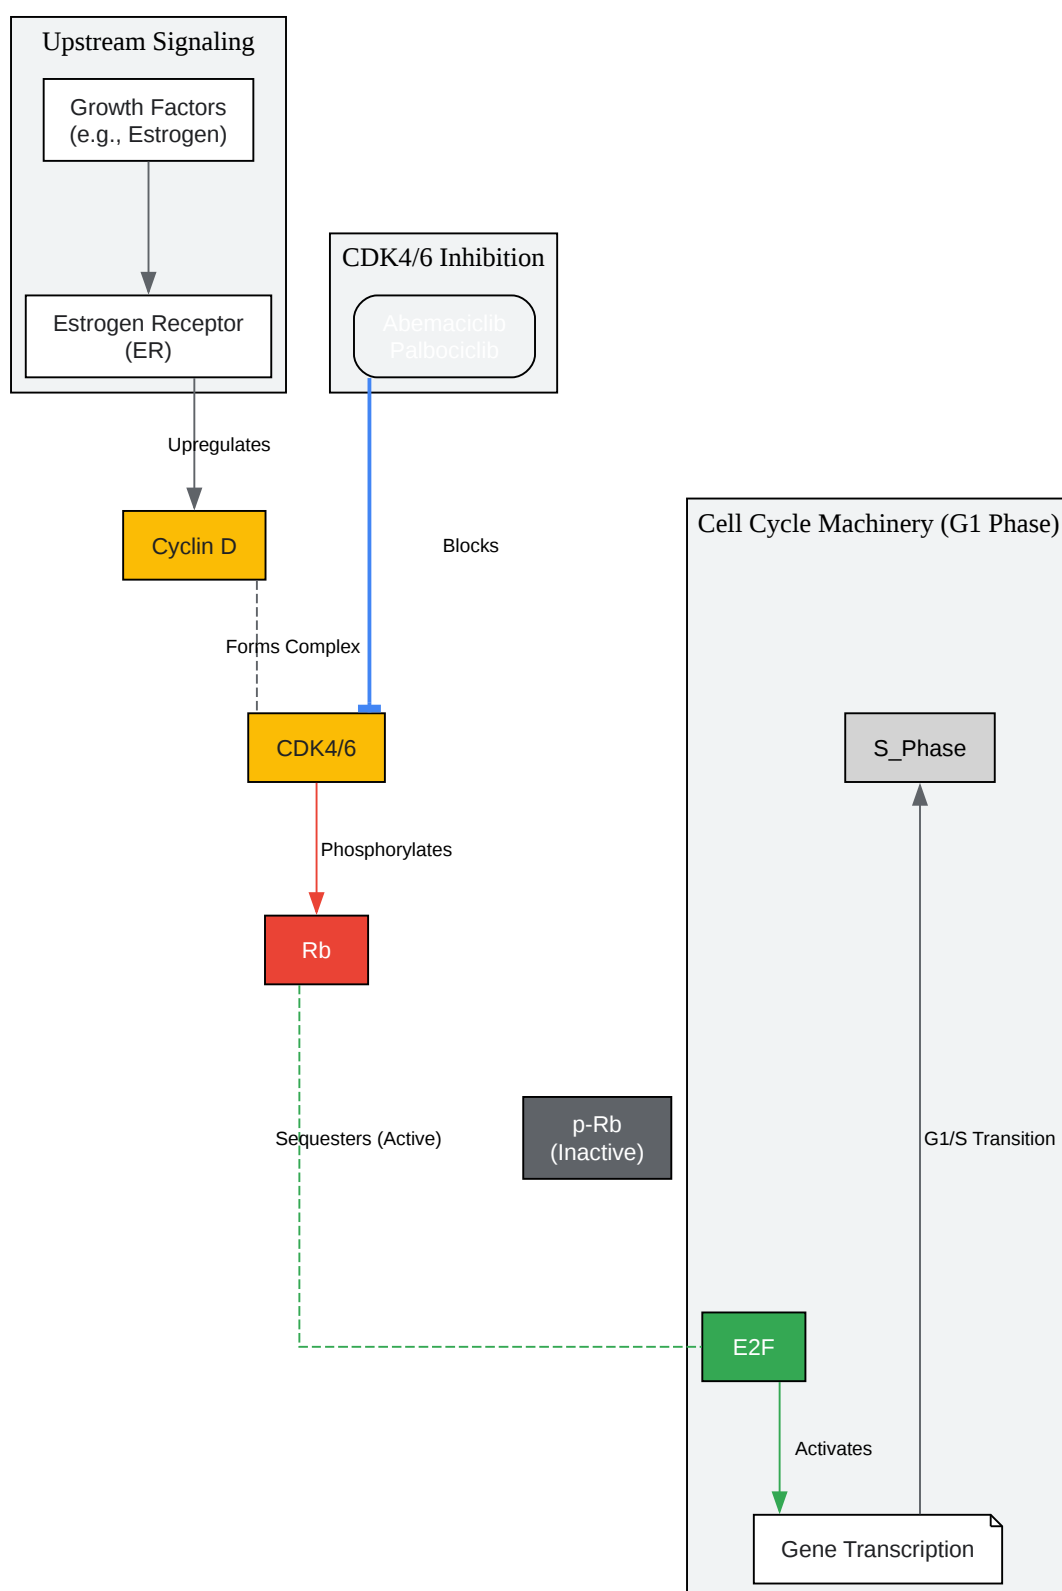 Upstream Signaling
Growth Factors
(e.g., Estrogen)
Estrogen Receptor
(ER)
CDK4/6 Inhibition
Abemaciclib
Palbociclib
Upregulates
Cyclin D
Blocks
Cell Cycle Machinery (G1 Phase)
Forms Complex
CDK4/6
S_Phase
Phosphorylates
Rb
Sequesters (Active)
p-Rb
(Inactive)
G1/S Transition
E2F
Activates
Gene Transcription